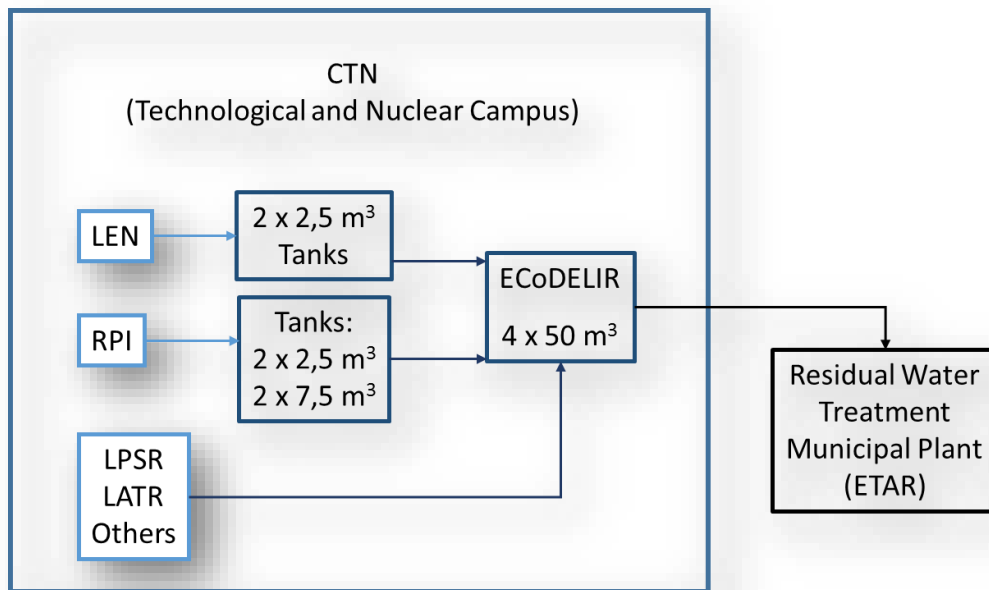 CTN
(Technological and Nuclear Campus)
LEN
2 x 2,5 m³
Tanks
RPI
Tanks:
2 x 2,5 m³
2 x 7,5 m³
LPSR
LATR
Others
ECoDELIR
4 x 50 m³
Residual Water
Treatment
Municipal Plant
(ETAR)